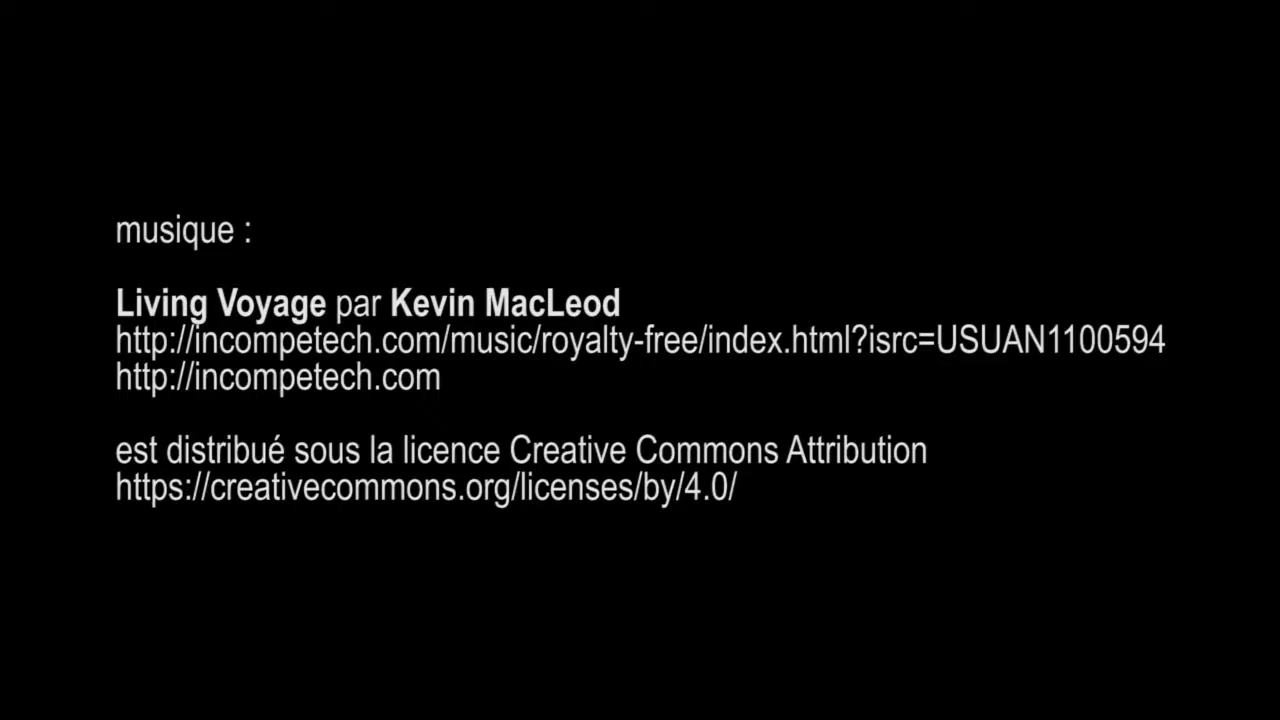 musique :
Living Voyage par Kevin MacLeod
http://incompetech.com/music/royalty-free/index.html?isrc=USUAN1100594
http://incompetech.com
est distribué sous la licence Creative Commons Attribution
https://creativecommons.org/licenses/by/4.0/